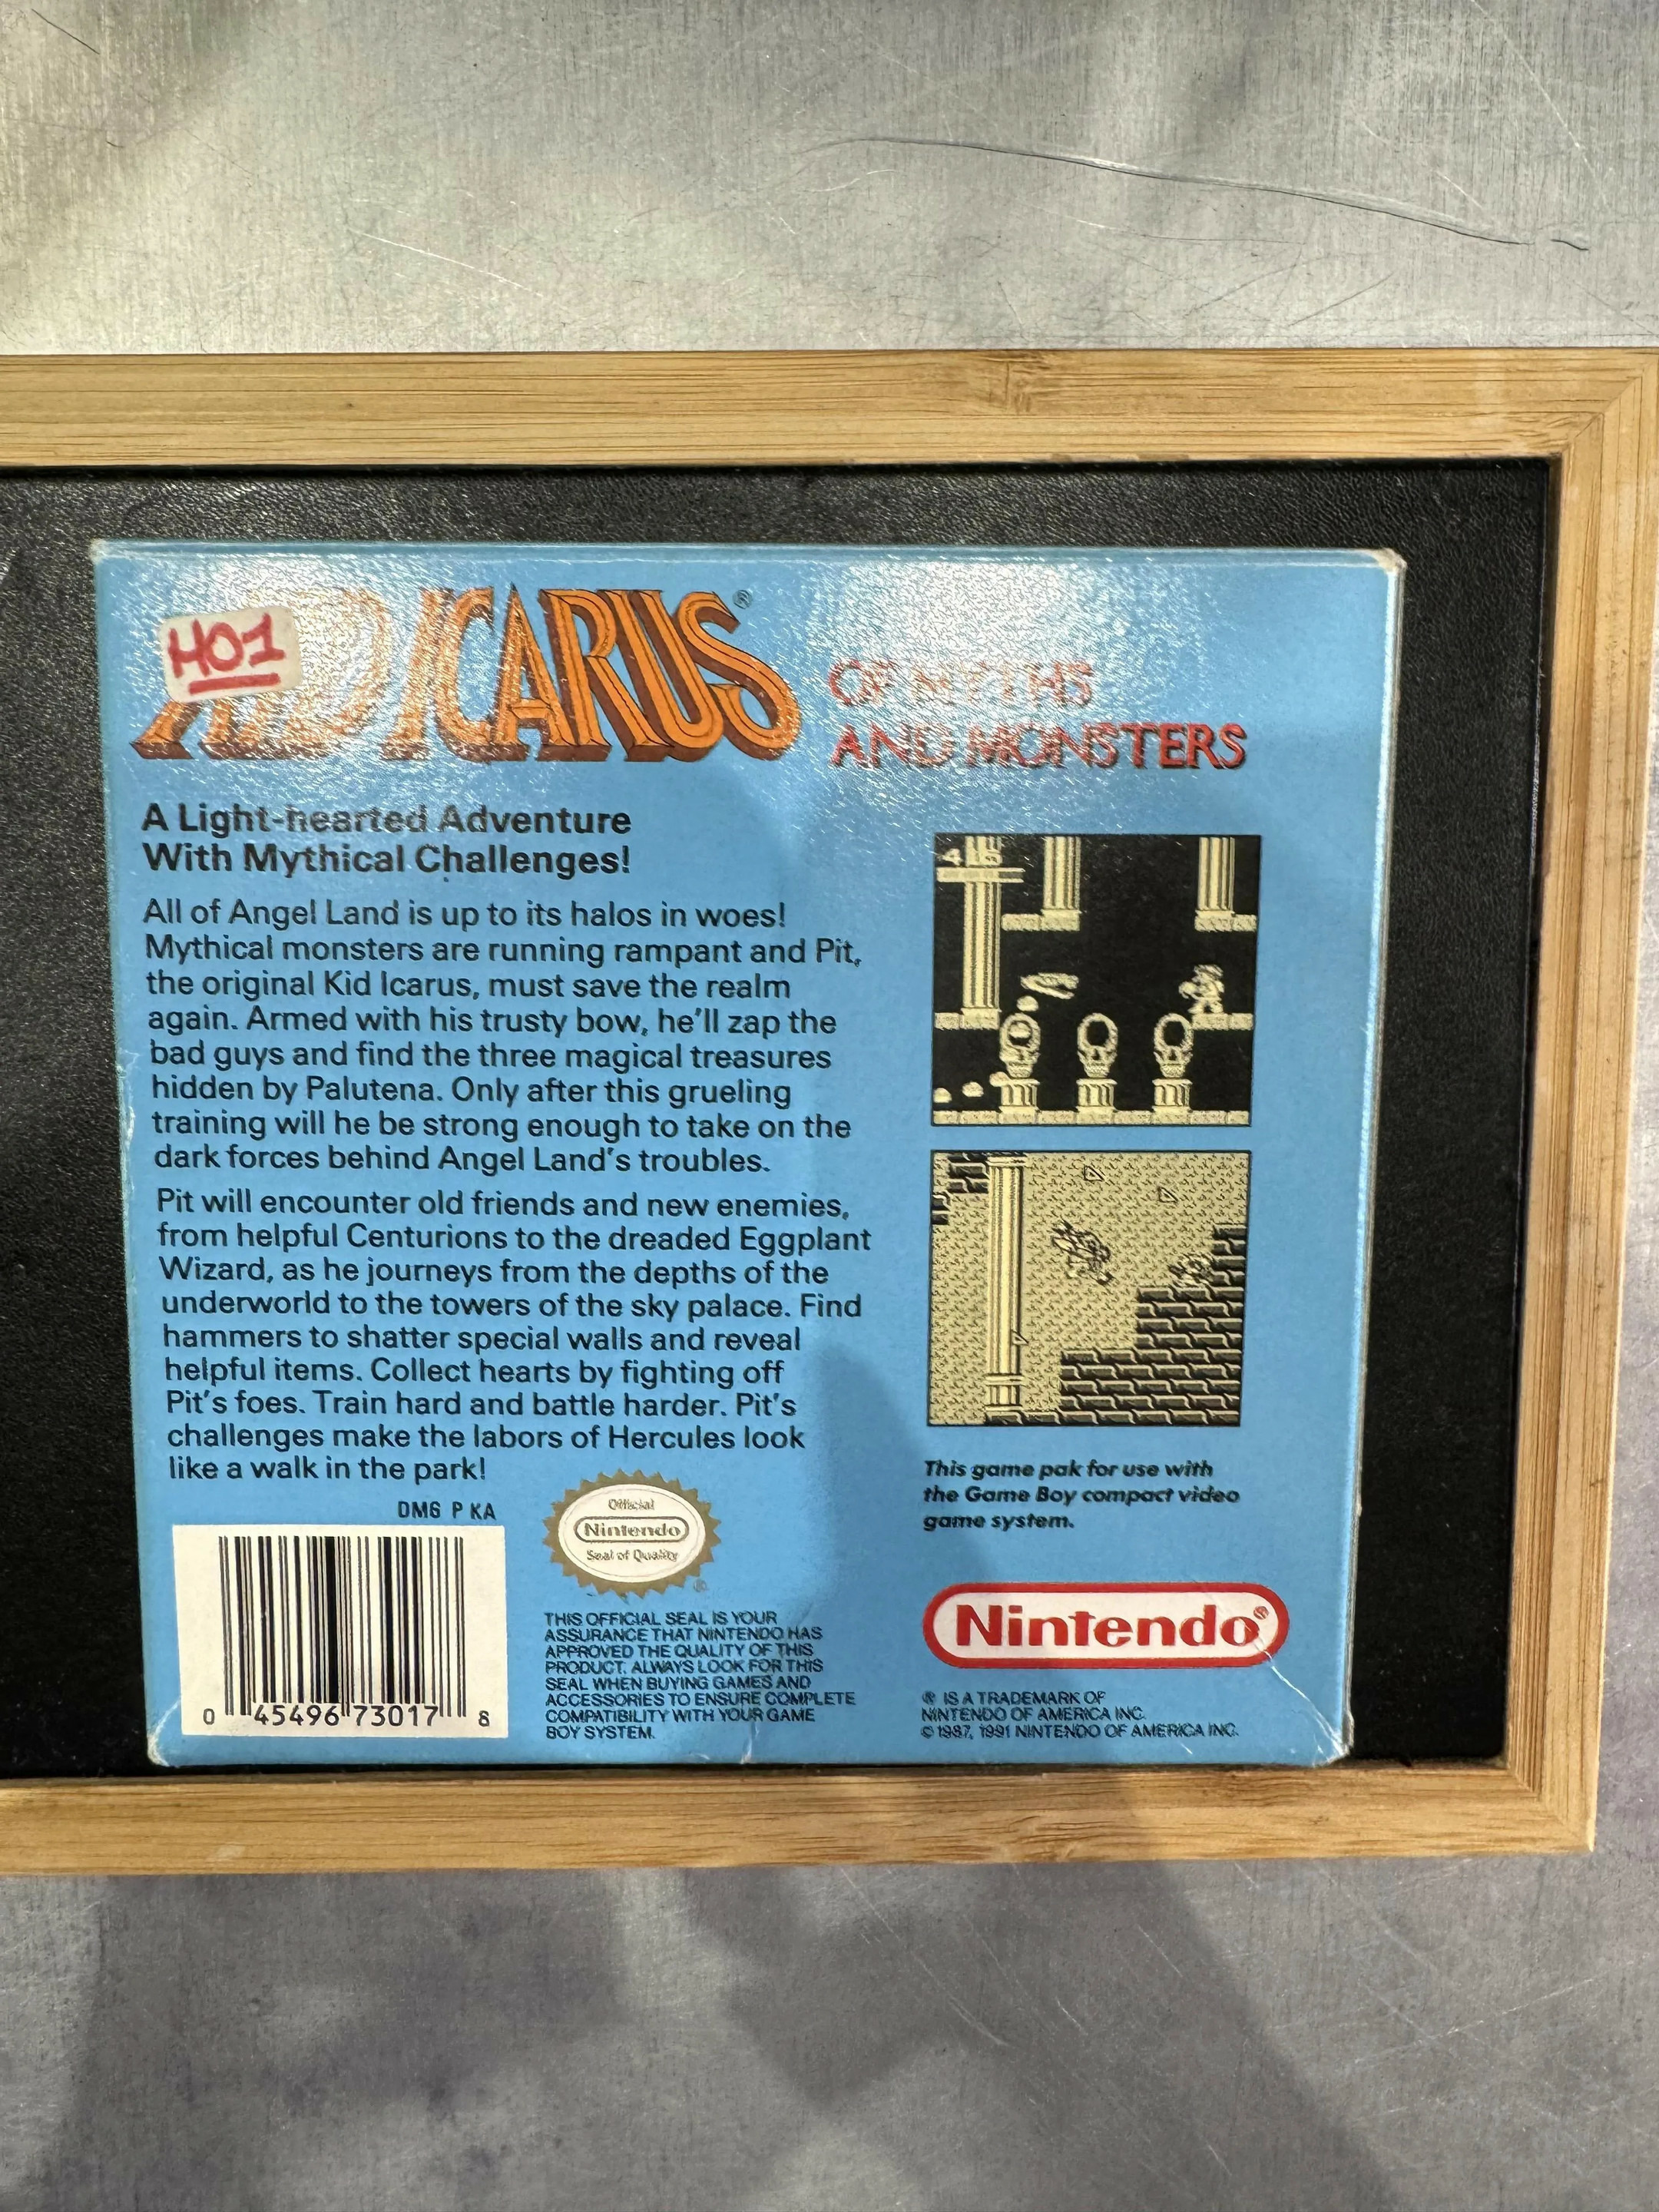 HO1
KID ICARUS®
OF MYTHS
AND MONSTERS
A Light-hearted Adventure
With Mythical Challenges!
All of Angel Land is up to its halos in woes!
Mythical monsters are running rampant and Pit,
the original Kid Icarus, must save the realm
again. Armed with his trusty bow, he'll zap the
bad guys and find the three magical treasures
hidden by Palutena. Only after this grueling
training will he be strong enough to take on the
dark forces behind Angel Land's troubles.
Pit will encounter old friends and new enemies,
from helpful Centurions to the dreaded Eggplant
Wizard, as he journeys from the depths of the
underworld to the towers of the sky palace. Find
hammers to shatter special walls and reveal
helpful items. Collect hearts by fighting off
Pit's foes. Train hard and battle harder. Pit's
challenges make the labors of Hercules look
like a walk in the park!
DMG P KA
0 45496 73017 8
Official
Nintendo
Seal of Quality
®
THIS OFFICIAL SEAL IS YOUR
ASSURANCE THAT NINTENDO HAS
APPROVED THE QUALITY OF THIS
PRODUCT. ALWAYS LOOK FOR THIS
SEAL WHEN BUYING GAMES AND
ACCESSORIES TO ENSURE COMPLETE
COMPATIBILITY WITH YOUR GAME
BOY SYSTEM.
This game pak for use with
the Game Boy compact video
game system.
Nintendo®
® IS A TRADEMARK OF
NINTENDO OF AMERICA INC.
© 1987, 1991 NINTENDO OF AMERICA INC.